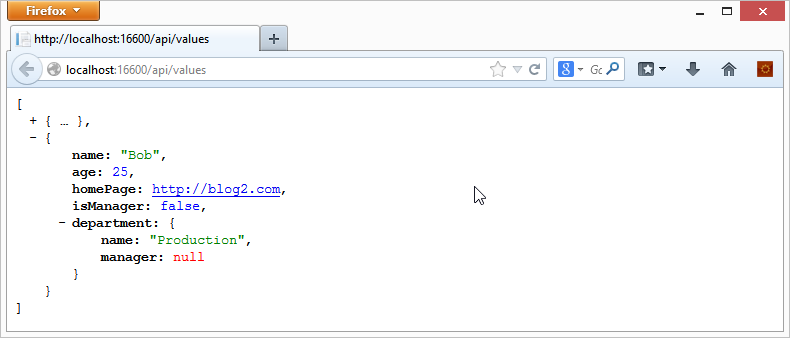 Firefox
http://localhost:16600/api/values
localhost:16600/api/values
8 Go
[
+ { … },
- {
name: "Bob",
age: 25,
homePage: http://blog2.com,
isManager: false,
- department: {
name: "Production",
manager: null
}
}
]